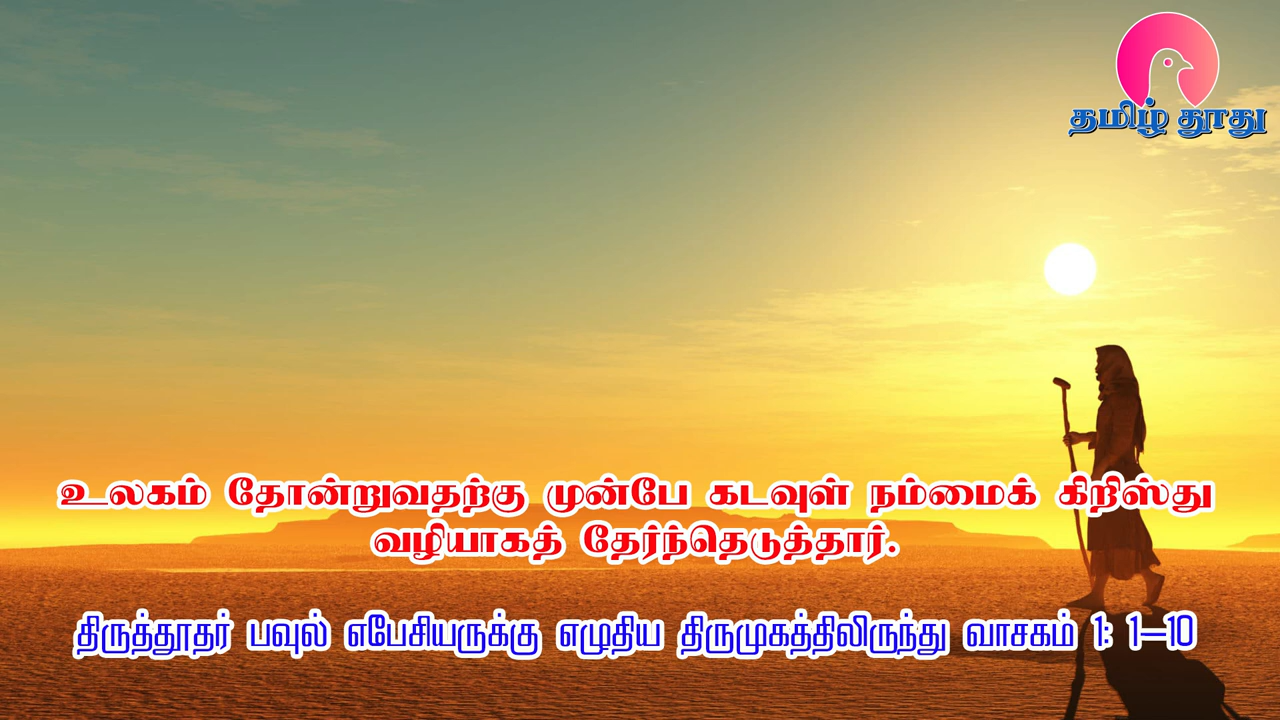 தமிழ் தூது
உலகம் தோன்றுவதற்கு முன்பே கடவுள் நம்மைக் கிறிஸ்து
வழியாகத் தேர்ந்தெடுத்தார்.
திருத்தூதர் பவுல் எபேசியருக்கு எழுதிய திருமுகத்திலிருந்து வாசகம் 1: 1-10